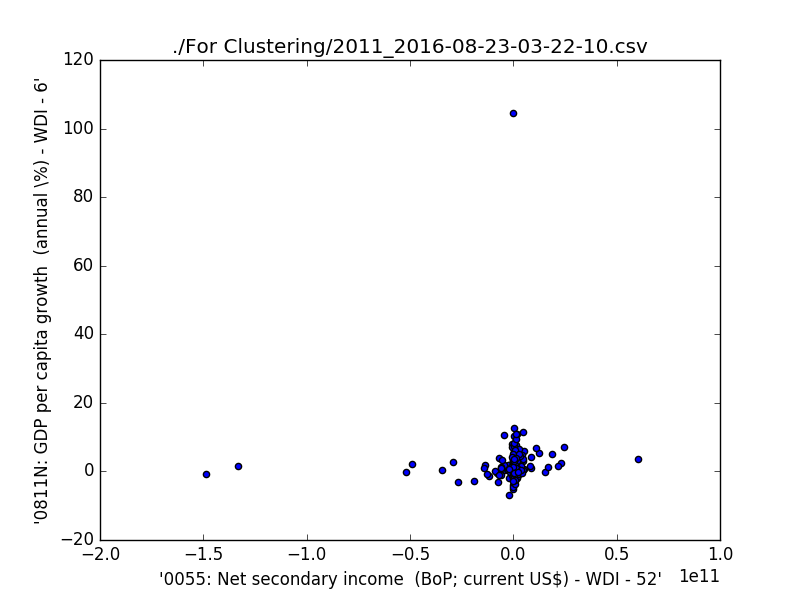 ./For Clustering/2011_2016-08-23-03-22-10.csv
120
100
80
60
40
20
0
−20
'0811N: GDP per capita growth  (annual \%) - WDI - 6'
−2.0 −1.5 −1.0 −0.5 0.0 0.5 1.0
1e11
'0055: Net secondary income  (BoP; current US$) - WDI - 52'